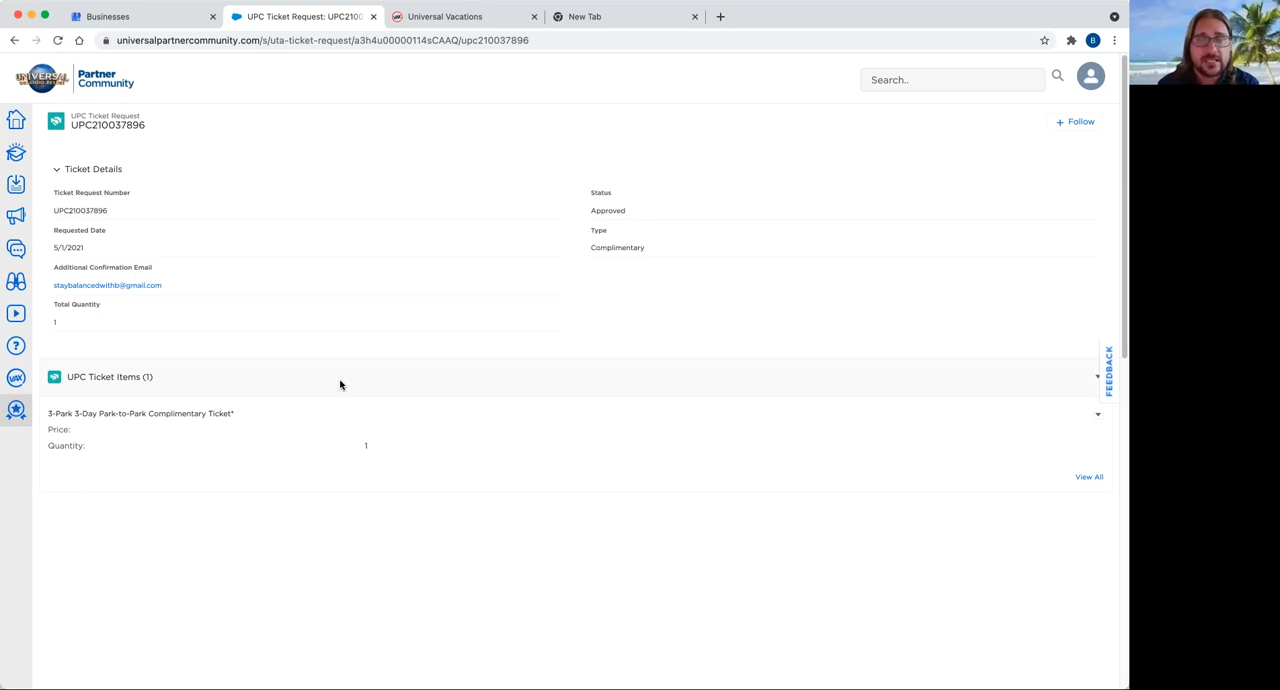 Businesses
UPC Ticket Request: UPC2100
Universal Vacations
New Tab
universalpartnercommunity.com/s/uta-ticket-request/a3h4u00000114sCAAQ/upc210037896
B
UNIVERSAL
ORLANDO RESORT
Partner
Community
Search..
UPC Ticket Request
UPC210037896
+ Follow
Ticket Details
Ticket Request Number
UPC210037896
Status
Approved
Requested Date
5/1/2021
Type
Complimentary
Additional Confirmation Email
staybalancedwithb@gmail.com
Total Quantity
1
FEEDBACK
UPC Ticket Items (1)
VAX
3-Park 3-Day Park-to-Park Complimentary Ticket*
Price:
Quantity: 1
View All